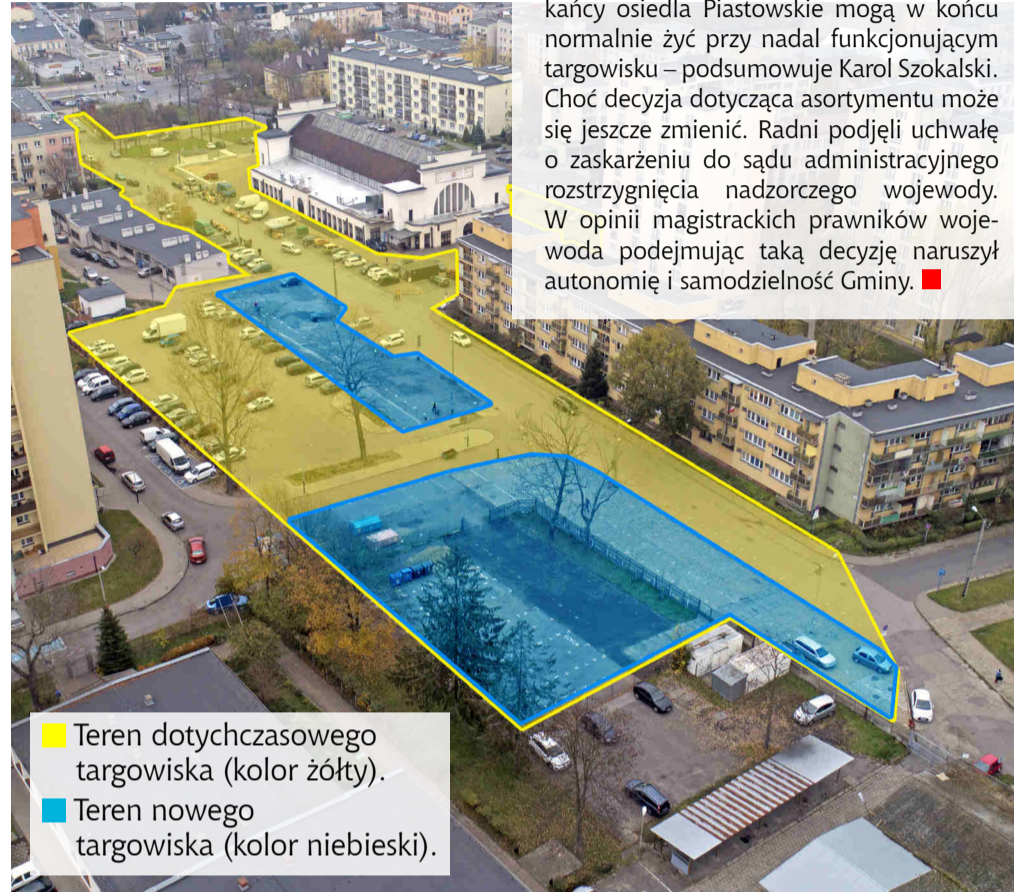 kańcy osiedla Piastowskie mogą w końcu
normalnie żyć przy nadal funkcjonującym
targowisku – podsumowuje Karol Szokalski.
Choć decyzja dotycząca asortymentu może
się jeszcze zmienić. Radni podjęli uchwałę
o zaskarżeniu do sądu administracyjnego
rozstrzygnięcia nadzorczego wojewody.
W opinii magistrackich prawników woje-
woda podejmując taką decyzję naruszył
autonomię i samodzielność Gminy.
Teren dotychczasowego
targowiska (kolor żółty).
Teren nowego
targowiska (kolor niebieski).